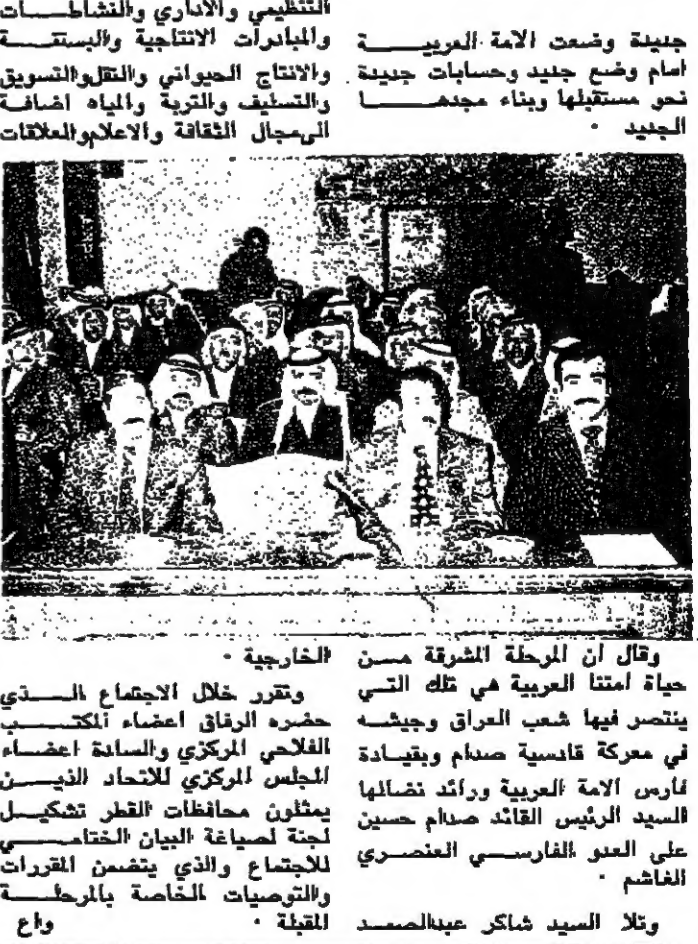 جديدة وضعت الامة العربية
امام وضع جديد وحسابات جديدة
نحو مستقبلها وبناء مجدها
الجديد ·
وقال ان المرحلة المشرقة من
حياة امتنا العربية هي تلك التي
ينتصر فيها شعب العراق وجيشه
في معركة قادسية صدام وبقيادة
فارس الامة العربية ورائد نضالها
السيد الرئيس القائد صدام حسين
على العدو الفارسي العنصري
الغاشم ·
وتلا السيد شاكر عبدالصمد
التنظيمي والاداري والنشاطات
والمبادرات الانتاجية والبستنة
والانتاج الحيواني والنقل والتسويق
والتسليف والتربة والمياه اضافة
الى مجال الثقافة والاعلام والعلاقات
الخارجية ·
وتقرر خلال الاجتماع الذي
حضره الرفاق اعضاء المكتب
الفلاحي المركزي والسادة اعضاء
المجلس المركزي للاتحاد الذين
يمثلون محافظات القطر تشكيل
لجنة لصياغة البيان الختامي
للاجتماع والذي يتضمن المقررات
والتوصيات الخاصة بالمرحلة
المقبلة · واع